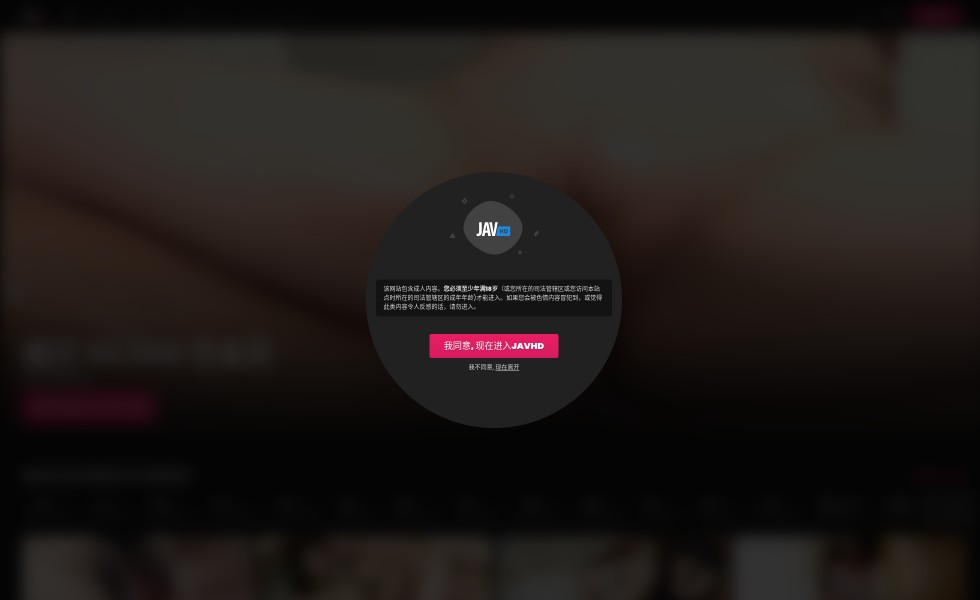 JAV HD
该网站包含成人内容。您必须至少年满18岁（或您所在的司法管辖区或您访问本站
点时所在的司法管辖区的成年年龄)才能进入。如果您会被色情内容冒犯到，或觉得
此类内容令人反感的话，请勿进入。
我同意, 现在进入JAVHD
我不同意, 现在离开